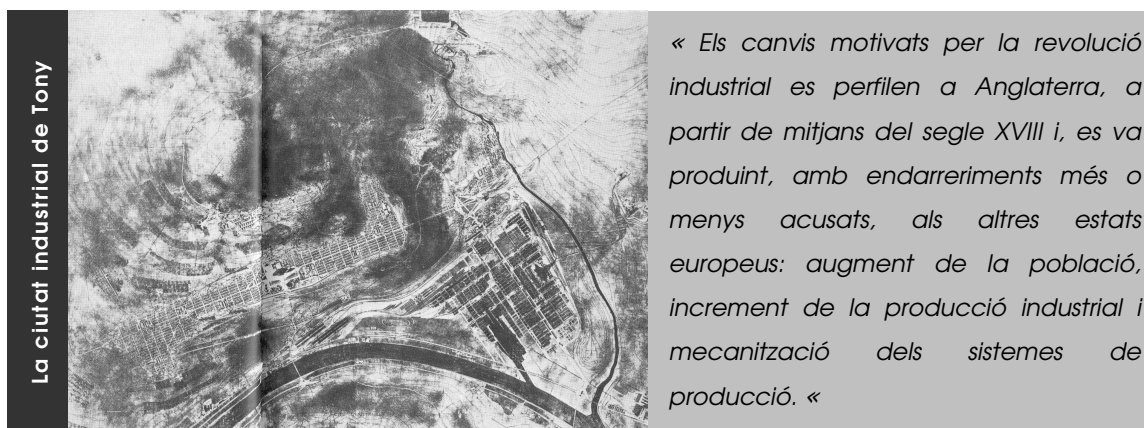 La ciutat industrial de Tony
« Els canvis motivats per la revolució
industrial es perfilen a Anglaterra, a
partir de mitjans del segle XVIII i, es va
produint, amb endarreriments més o
menys acusats, als altres estats
europeus: augment de la població,
increment de la producció industrial i
mecanització dels sistemes de
producció. «